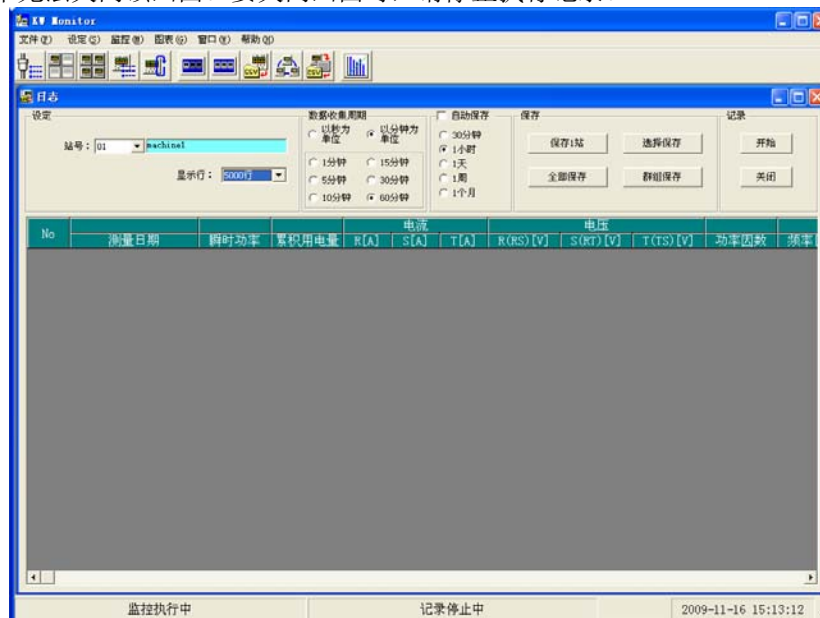 KW Monitor
文件(F) 设定(S) 监控(M) 图表(G) 窗口(W) 帮助(H)
日志
设定
站号： 01 machine1
显示行： 5000行
数据收集周期
以秒为单位 以分钟为单位
1分钟 15分钟
5分钟 30分钟
10分钟 60分钟
自动保存
30分钟
1小时
1天
1周
1个月
保存
保存1站 选择保存
全部保存 群组保存
记录
开始
关闭
电流 电压
No 测量日期 瞬时功率 累积用电量 R[A] S[A] T[A] R(RS)[V] S(RT)[V] T(TS)[V] 功率因数 频率
监控执行中 记录停止中 2009-11-16 15:13:12